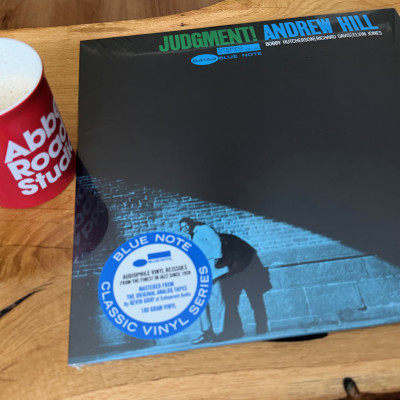 JUDGMENT! ANDREW HILL
BOBBY HUTCHERSON/RICHARD DAVIS/ELVIN JONES
BLUE NOTE
Abbe
Road
Studi
BLUE NOTE
AUDIOPHILE VINYL REISSUES
FROM THE FINEST IN JAZZ SINCE 1939
MASTERED FROM
THE ORIGINAL ANALOG TAPES
by KEVIN GRAY at Cohearent Audio
180 GRAM VINYL
CLASSIC VINYL SERIES